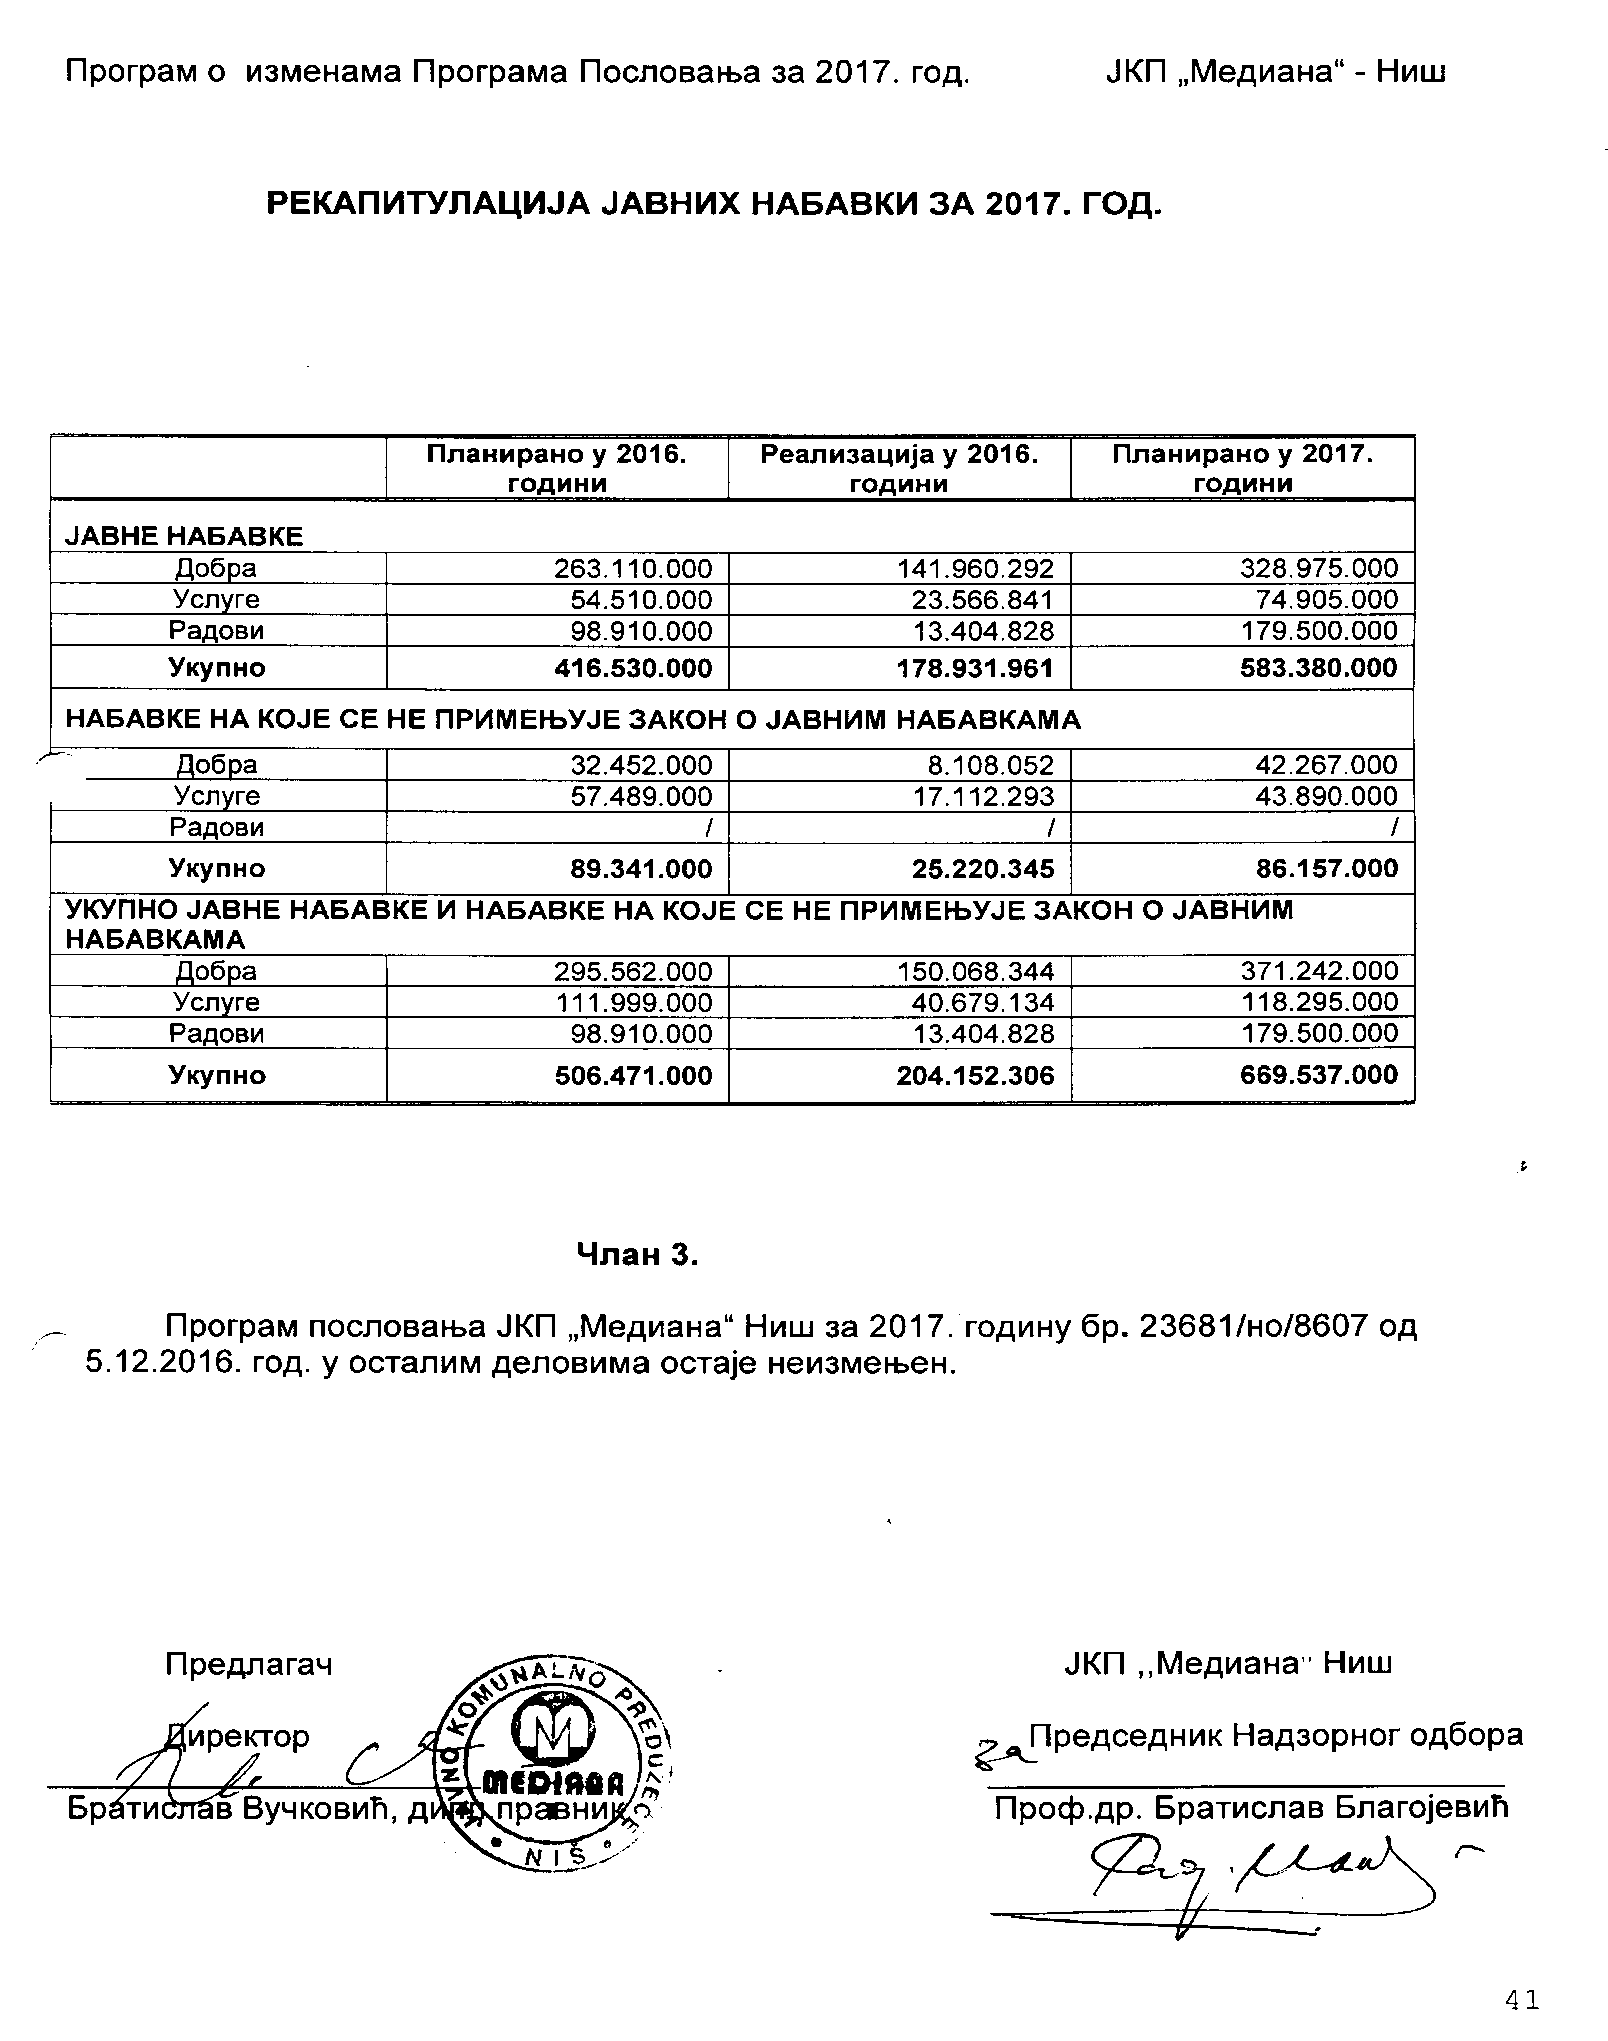 Програм о изменама Програма Пословања за 2017. год. ЈКП „Медиана“ - Ниш
РЕКАПИТУЛАЦИЈА ЈАВНИХ НАБАВКИ ЗА 2017. ГОД.
Планирано у 2016. години Реализација у 2016. години Планирано у 2017. години
ЈАВНЕ НАБАВКЕ
Добра 263.110.000 141.960.292 328.975.000
Услуге 54.510.000 23.566.841 74.905.000
Радови 98.910.000 13.404.828 179.500.000
Укупно 416.530.000 178.931.961 583.380.000
НАБАВКЕ НА КОЈЕ СЕ НЕ ПРИМЕЊУЈЕ ЗАКОН О ЈАВНИМ НАБАВКАМА
Добра 32.452.000 8.108.052 42.267.000
Услуге 57.489.000 17.112.293 43.890.000
Радови / / /
Укупно 89.341.000 25.220.345 86.157.000
УКУПНО ЈАВНЕ НАБАВКЕ И НАБАВКЕ НА КОЈЕ СЕ НЕ ПРИМЕЊУЈЕ ЗАКОН О ЈАВНИМ
НАБАВКАМА
Добра 295.562.000 150.068.344 371.242.000
Услуге 111.999.000 40.679.134 118.295.000
Радови 98.910.000 13.404.828 179.500.000
Укупно 506.471.000 204.152.306 669.537.000
Члан 3.
Програм пословања ЈКП „Медиана“ Ниш за 2017. годину бр. 23681/но/8607 од
5.12.2016. год. у осталим деловима остаје неизмењен.
Предлагач ЈКП ,,Медиана" Ниш
Директор за Председник Надзорног одбора
Братислав Вучковић, дипл.правник Проф.др. Братислав Благојевић
JAVNO KOMUNALNO PREDUZEĆE
MEDIANA
NIŠ
41